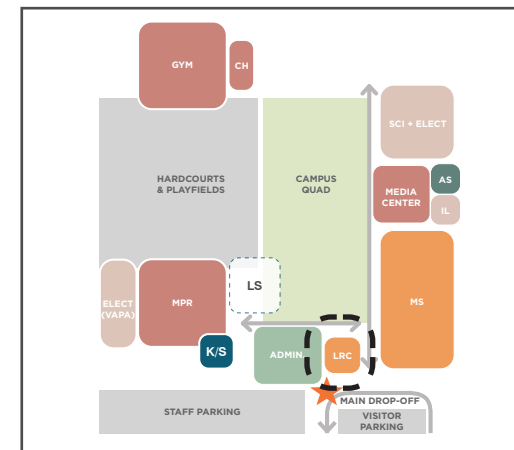 GYM
CH
SCI + ELECT
HARDCOURTS
& PLAYFIELDS
CAMPUS
QUAD
MEDIA
CENTER
AS
IL
ELECT
(VAPA)
MPR
LS
MS
K/S
ADMIN
LRC
STAFF PARKING
MAIN DROP-OFF
VISITOR
PARKING